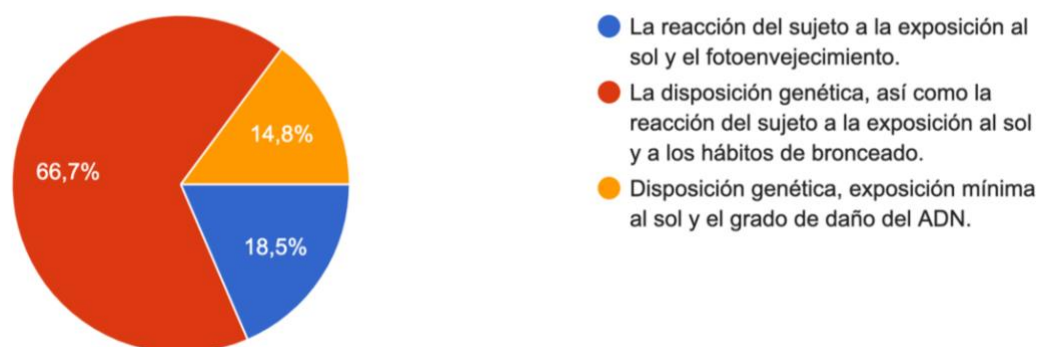 66,7%
14,8%
18,5%
La reacción del sujeto a la exposición al
sol y el fotoenvejecimiento.
La disposición genética, así como la
reacción del sujeto a la exposición al sol
y a los hábitos de bronceado.
Disposición genética, exposición mínima
al sol y el grado de daño del ADN.